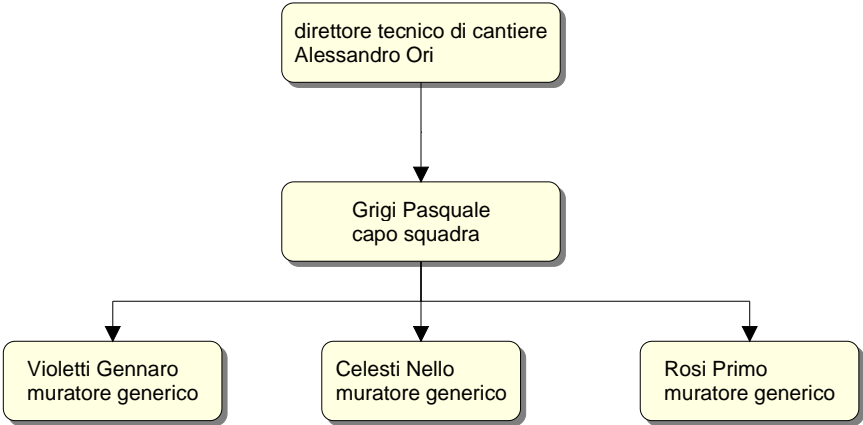 direttore tecnico di cantiere
Alessandro Ori
Grigi Pasquale
capo squadra
Violetti Gennaro
muratore generico
Celesti Nello
muratore generico
Rosi Primo
muratore generico